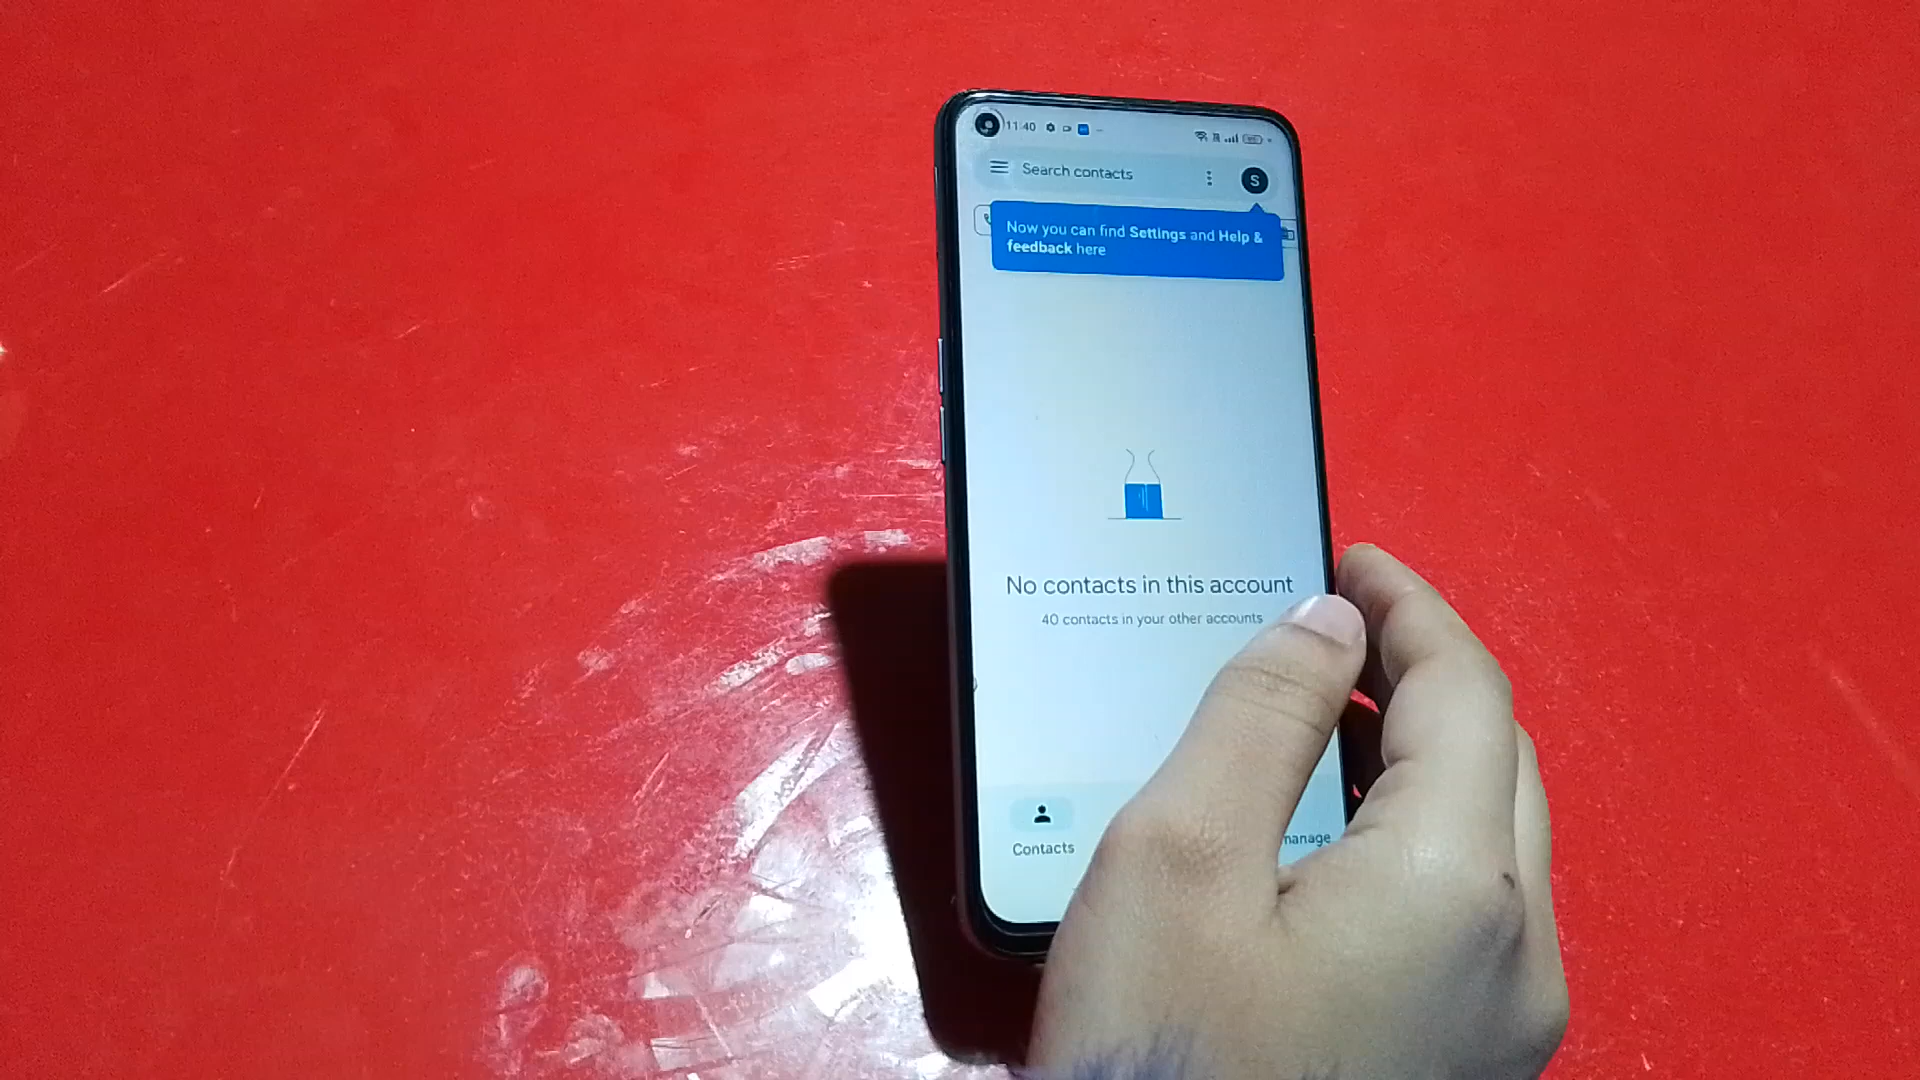 11:40
Search contacts
S
Now you can find Settings and Help &
feedback here
No contacts in this account
40 contacts in your other accounts
Contacts
manage